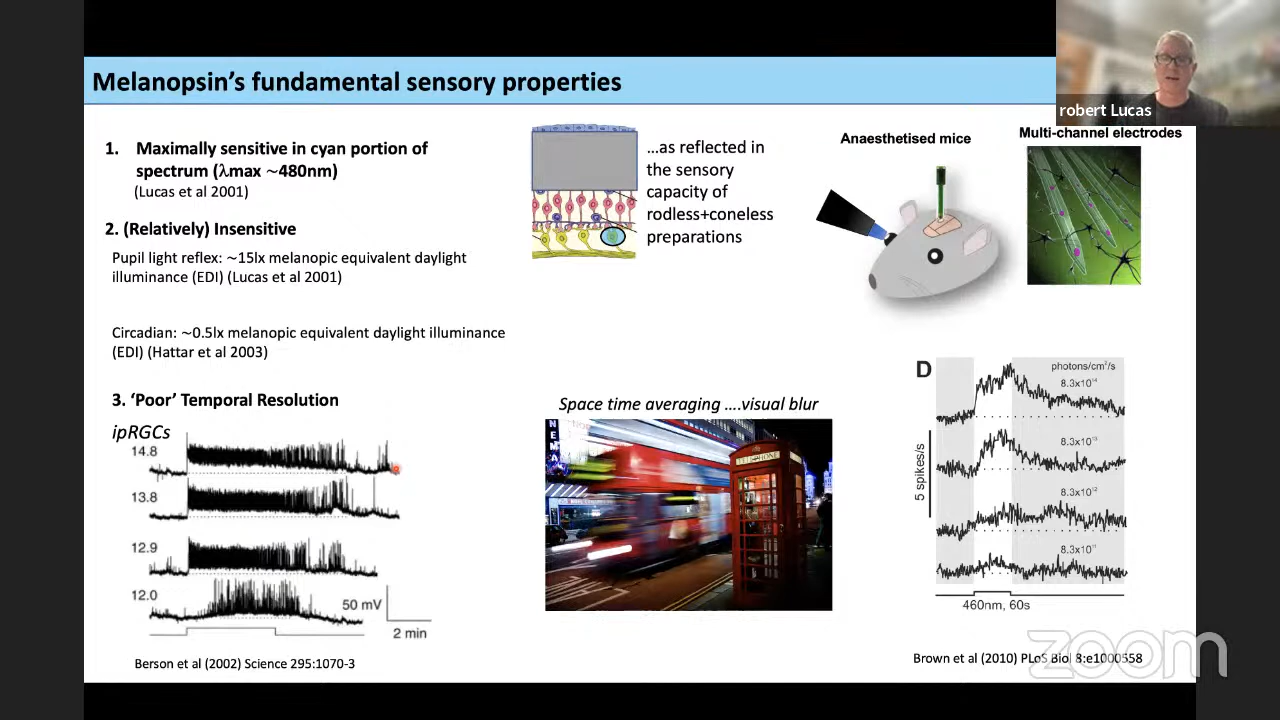 Melanopsin's fundamental sensory properties
robert Lucas
1. Maximally sensitive in cyan portion of
spectrum (λmax ~480nm)
(Lucas et al 2001)
2. (Relatively) Insensitive
Pupil light reflex: ~15lx melanopic equivalent daylight
illuminance (EDI) (Lucas et al 2001)
Circadian: ~0.5lx melanopic equivalent daylight illuminance
(EDI) (Hattar et al 2003)
3. 'Poor' Temporal Resolution
ipRGCs
14.8
13.8
12.9
12.0
50 mV
2 min
Berson et al (2002) Science 295:1070-3
...as reflected in
the sensory
capacity of
rodless+coneless
preparations
Anaesthetised mice
Multi-channel electrodes
Space time averaging ....visual blur
TELEPHONE
D
photons/cm²/s
8.3x10¹⁴
8.3x10¹³
8.3x10¹²
8.3x10¹¹
5 spikes/s
460nm, 60s
Brown et al (2010) PLoS Biol 8:e1000558
zoom